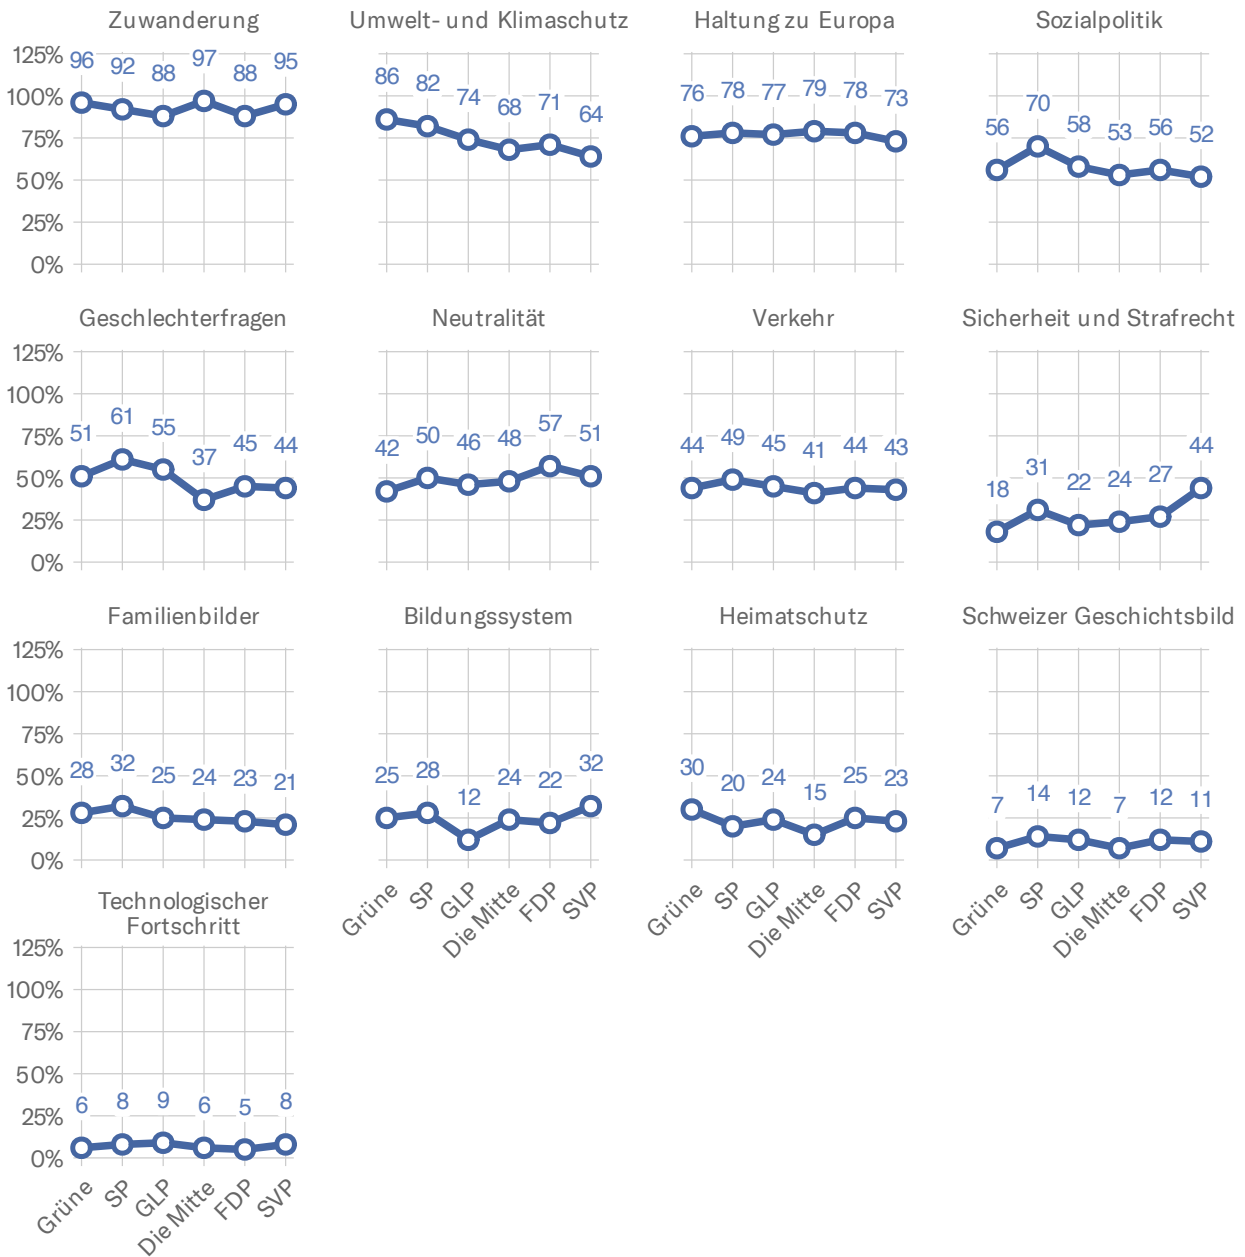 Zuwanderung
125%
100%
75%
50%
25%
0%
96 92 88 97 88 95
Umwelt- und Klimaschutz
86 82 74 68 71 64
Haltung zu Europa
76 78 77 79 78 73
Sozialpolitik
56 70 58 53 56 52
Geschlechterfragen
125%
100%
75%
50%
25%
0%
51 61 55 37 45 44
Neutralität
42 50 46 48 57 51
Verkehr
44 49 45 41 44 43
Sicherheit und Strafrecht
18 31 22 24 27 44
Familienbilder
125%
100%
75%
50%
25%
0%
28 32 25 24 23 21
Bildungssystem
25 28 12 24 22 32
Grüne SP GLP Die Mitte FDP SVP
Heimatschutz
30 20 24 15 25 23
Grüne SP GLP Die Mitte FDP SVP
Schweizer Geschichtsbild
7 14 12 7 12 11
Grüne SP GLP Die Mitte FDP SVP
Technologischer
Fortschritt
125%
100%
75%
50%
25%
0%
6 8 9 6 5 8
Grüne SP GLP Die Mitte FDP SVP